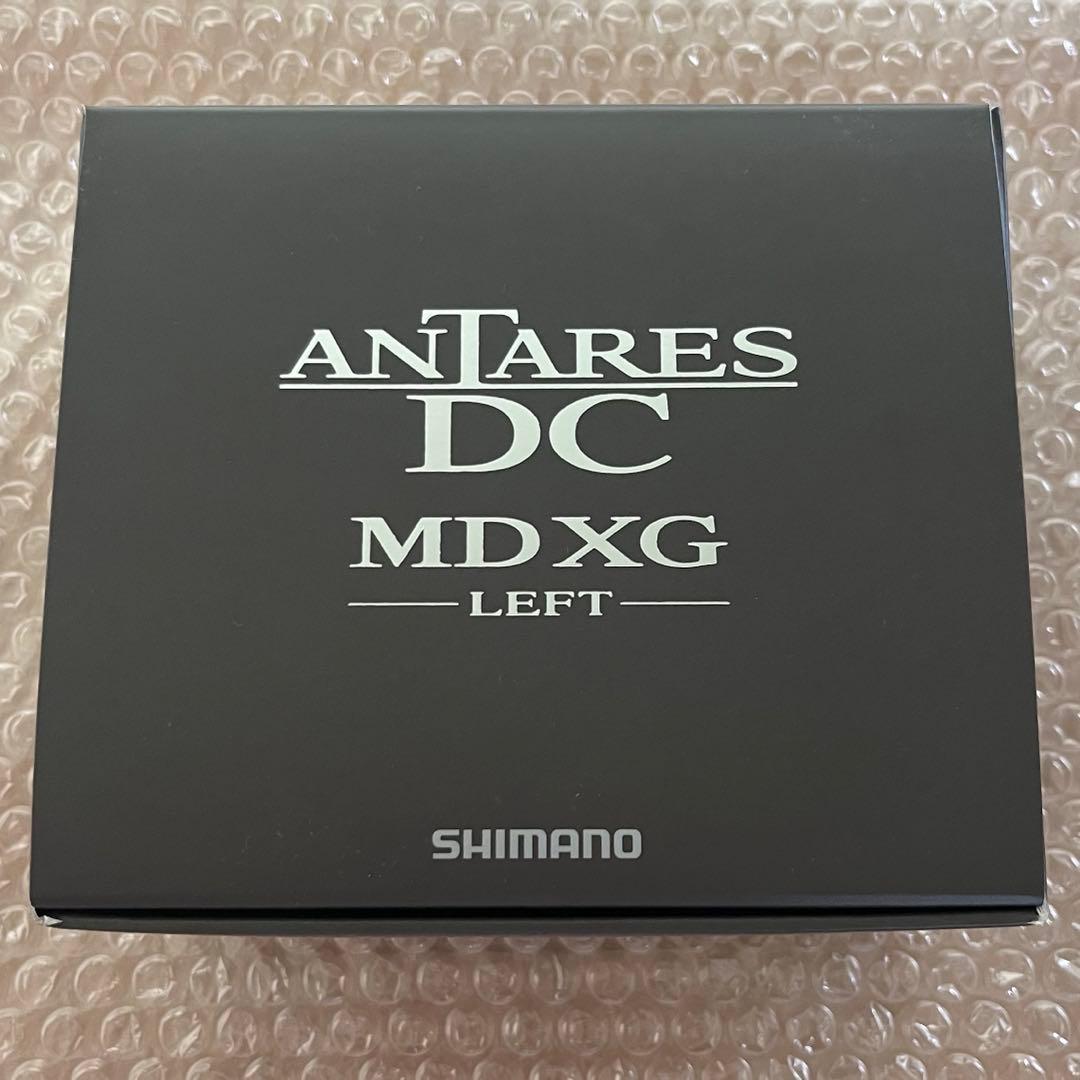 ANTARES
DC
MD XG
LEFT
SHIMANO